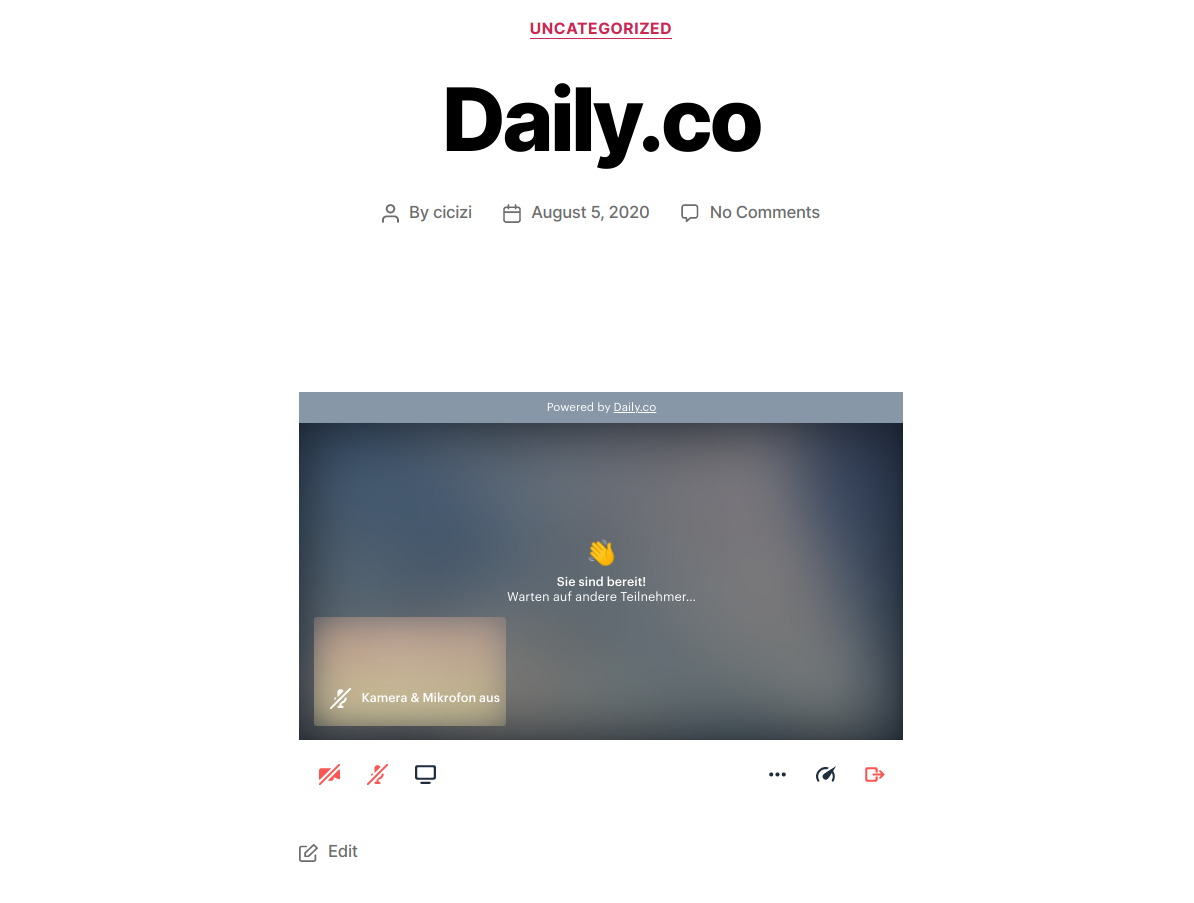 UNCATEGORIZED
Daily.co
By cicizi August 5, 2020 No Comments
Powered by Daily.co
Sie sind bereit!
Warten auf andere Teilnehmer...
Kamera & Mikrofon aus
Edit